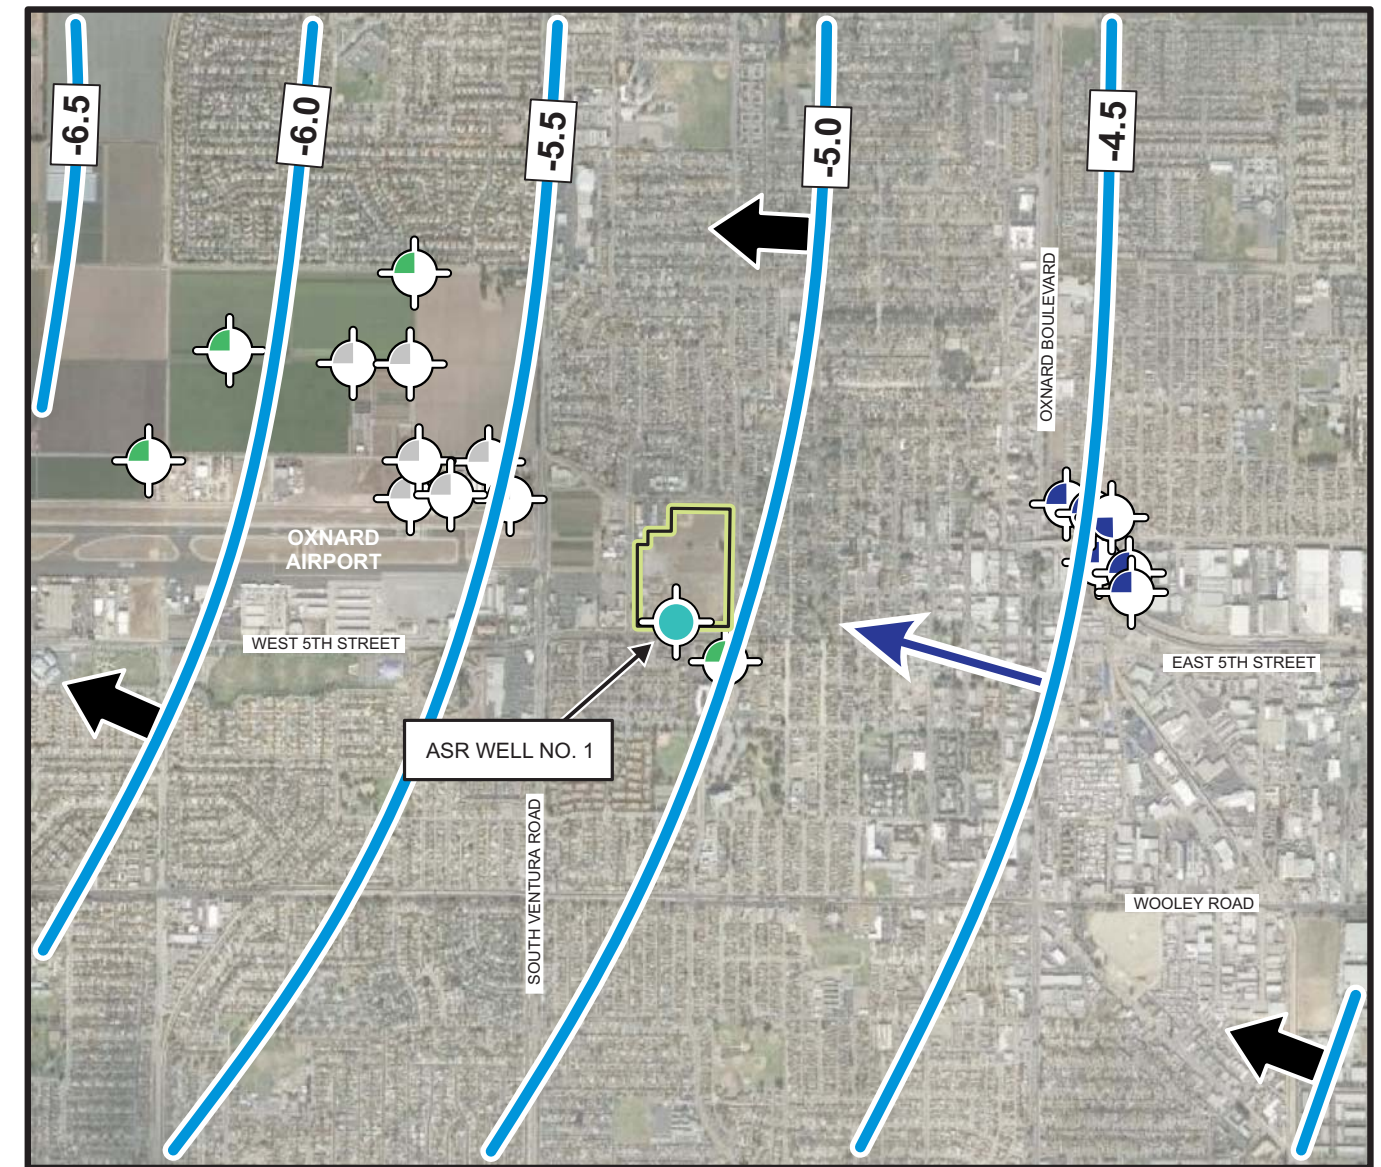 -6.5
-6.0
-5.5
-5.0
-4.5
OXNARD BOULEVARD
OXNARD
AIRPORT
WEST 5TH STREET
EAST 5TH STREET
ASR WELL NO. 1
SOUTH VENTURA ROAD
WOOLEY ROAD